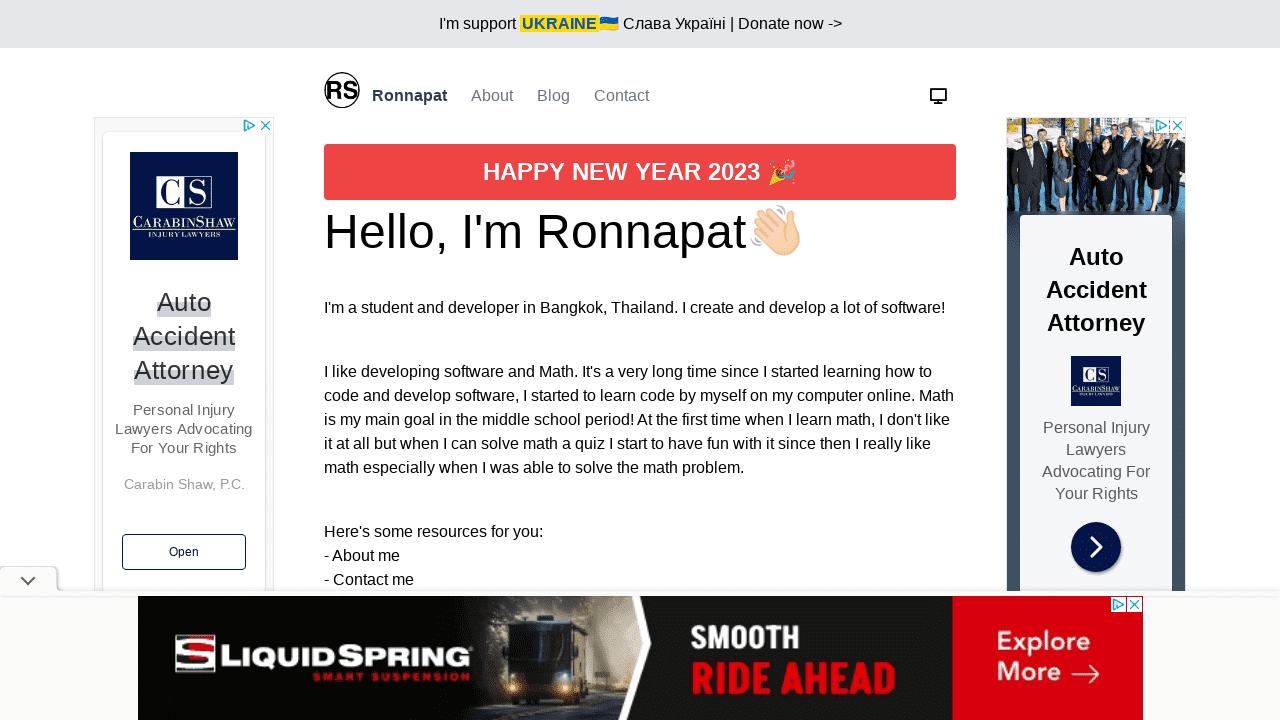 I'm support UKRAINE🇺🇦 Слава Україні | Donate now ->
RS Ronnapat About Blog Contact
HAPPY NEW YEAR 2023 🎉
Hello, I'm Ronnapat👋🏻
I'm a student and developer in Bangkok, Thailand. I create and develop a lot of software!
I like developing software and Math. It's a very long time since I started learning how to
code and develop software, I started to learn code by myself on my computer online. Math
is my main goal in the middle school period! At the first time when I learn math, I don't like
it at all but when I can solve math a quiz I start to have fun with it since then I really like
math especially when I was able to solve the math problem.
Here's some resources for you:
- About me
- Contact me
CS
CARABINSHAW
INJURY LAWYERS
Auto
Accident
Attorney
Personal Injury
Lawyers Advocating
For Your Rights
Carabin Shaw, P.C.
Open
Auto
Accident
Attorney
CS
CARABINSHAW
Personal Injury
Lawyers
Advocating For
Your Rights
LIQUIDSPRING
SMART SUSPENSION
SMOOTH
RIDE AHEAD
Explore
More →